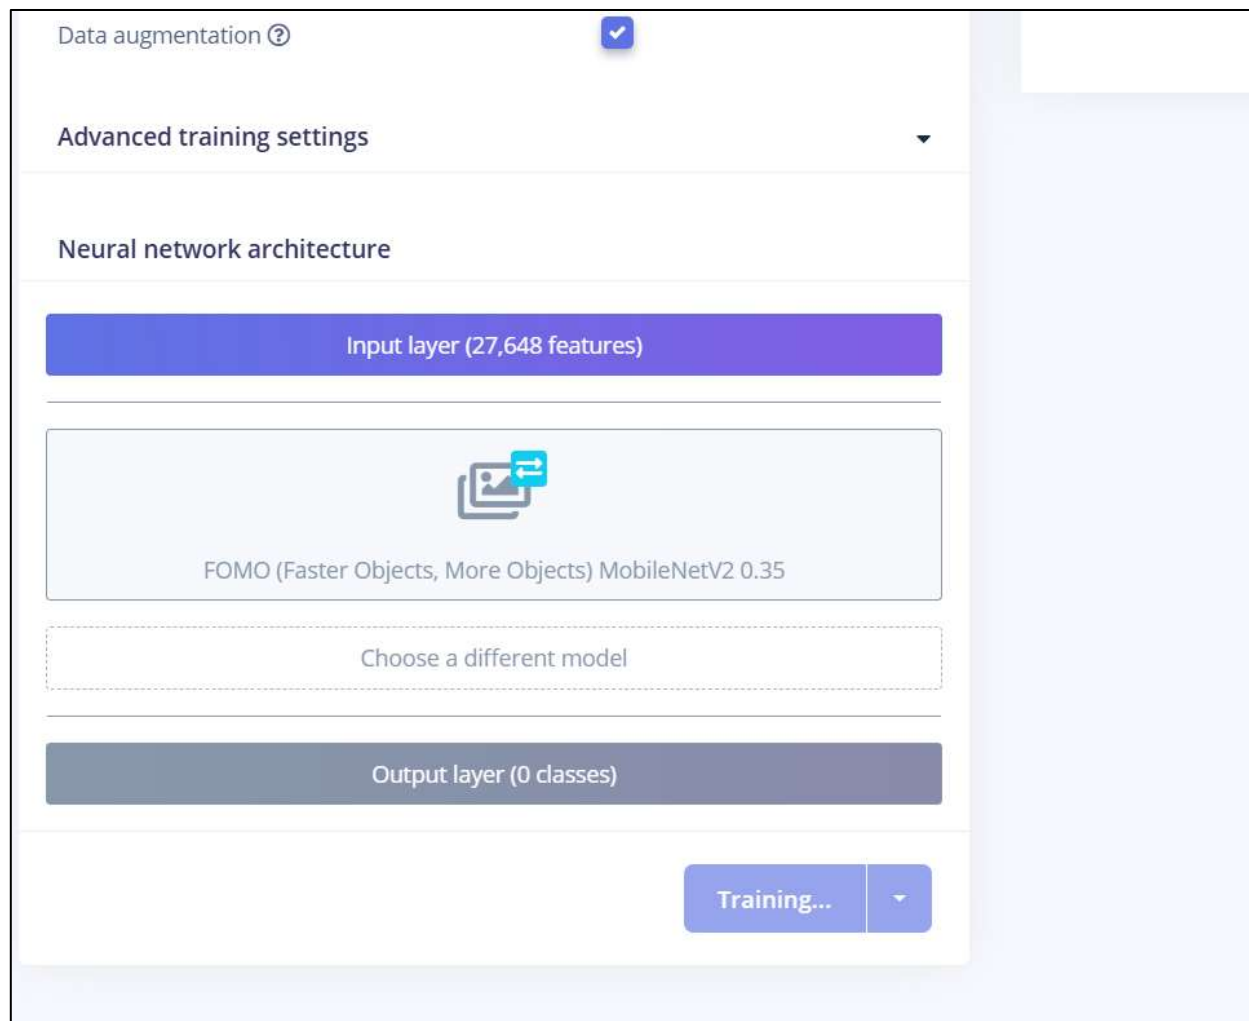 Data augmentation
Advanced training settings
Neural network architecture
Input layer (27,648 features)
FOMO (Faster Objects, More Objects) MobileNetV2 0.35
Choose a different model
Output layer (0 classes)
Training...